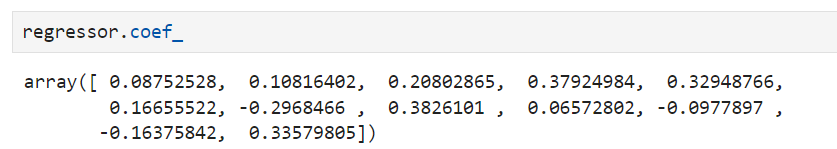 regressor.coef_
array([ 0.08752528,  0.10816402,  0.20802865,  0.37924984,  0.32948766,
        0.16655522, -0.2968466 ,  0.3826101 ,  0.06572802, -0.0977897 ,
       -0.16375842,  0.33579805])